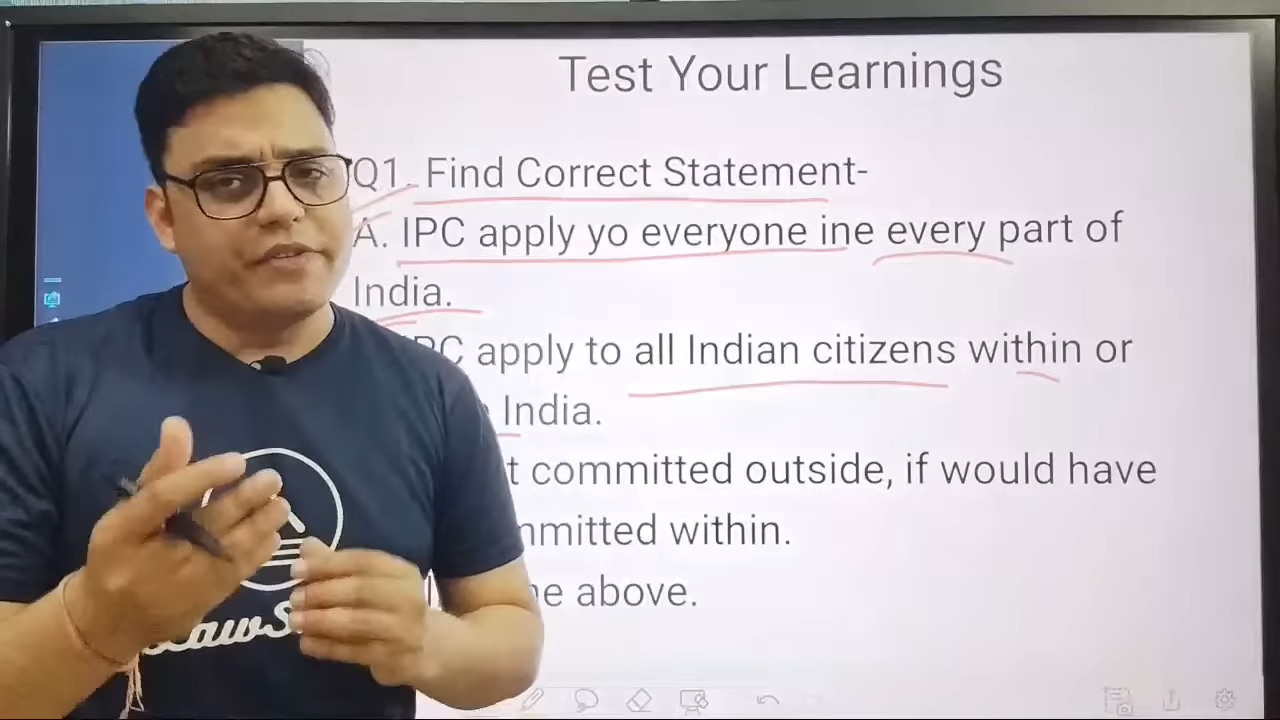 Test Your Learnings
Q1. Find Correct Statement-
A. IPC apply yo everyone ine every part of
India.
PC apply to all Indian citizens within or
India.
t committed outside, if would have
mmitted within.
e above.
LawS